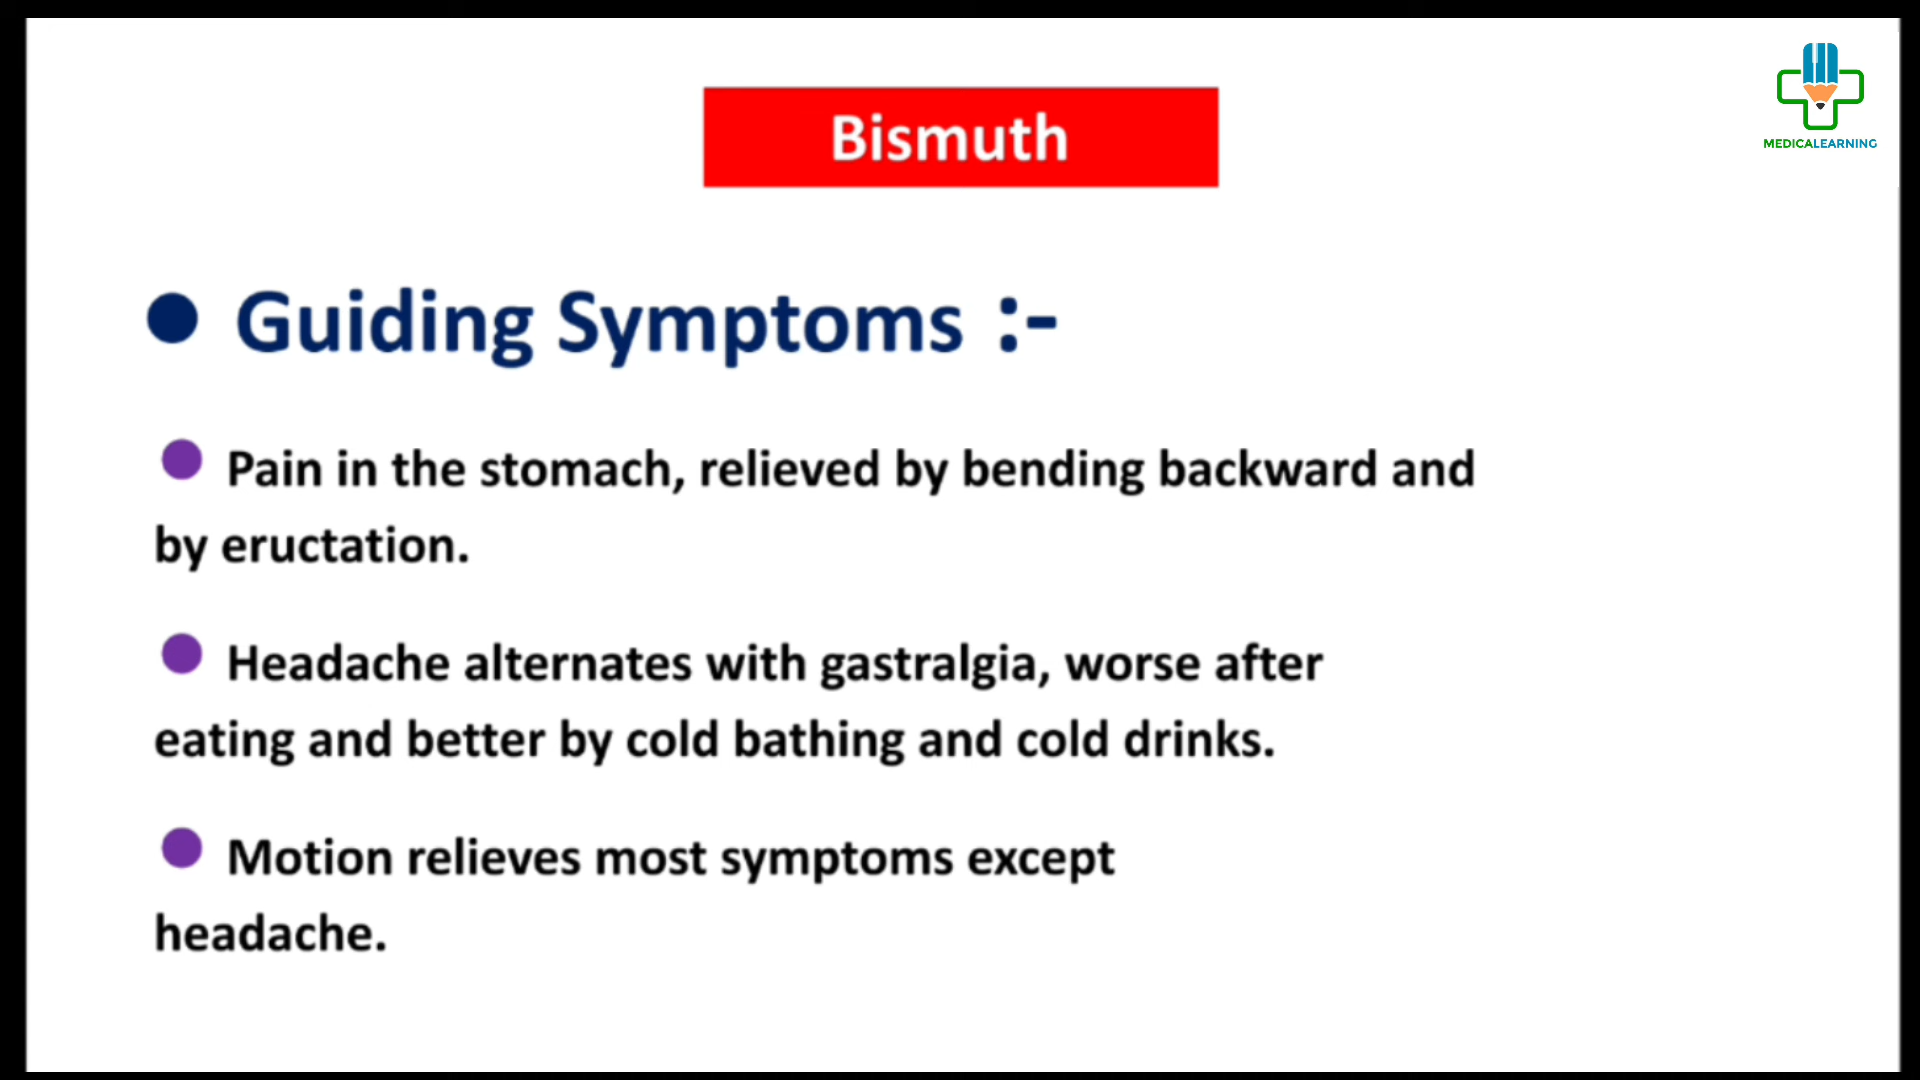 MEDICALEARNING
Bismuth
● Guiding Symptoms :-
● Pain in the stomach, relieved by bending backward and
by eructation.
● Headache alternates with gastralgia, worse after
eating and better by cold bathing and cold drinks.
● Motion relieves most symptoms except
headache.